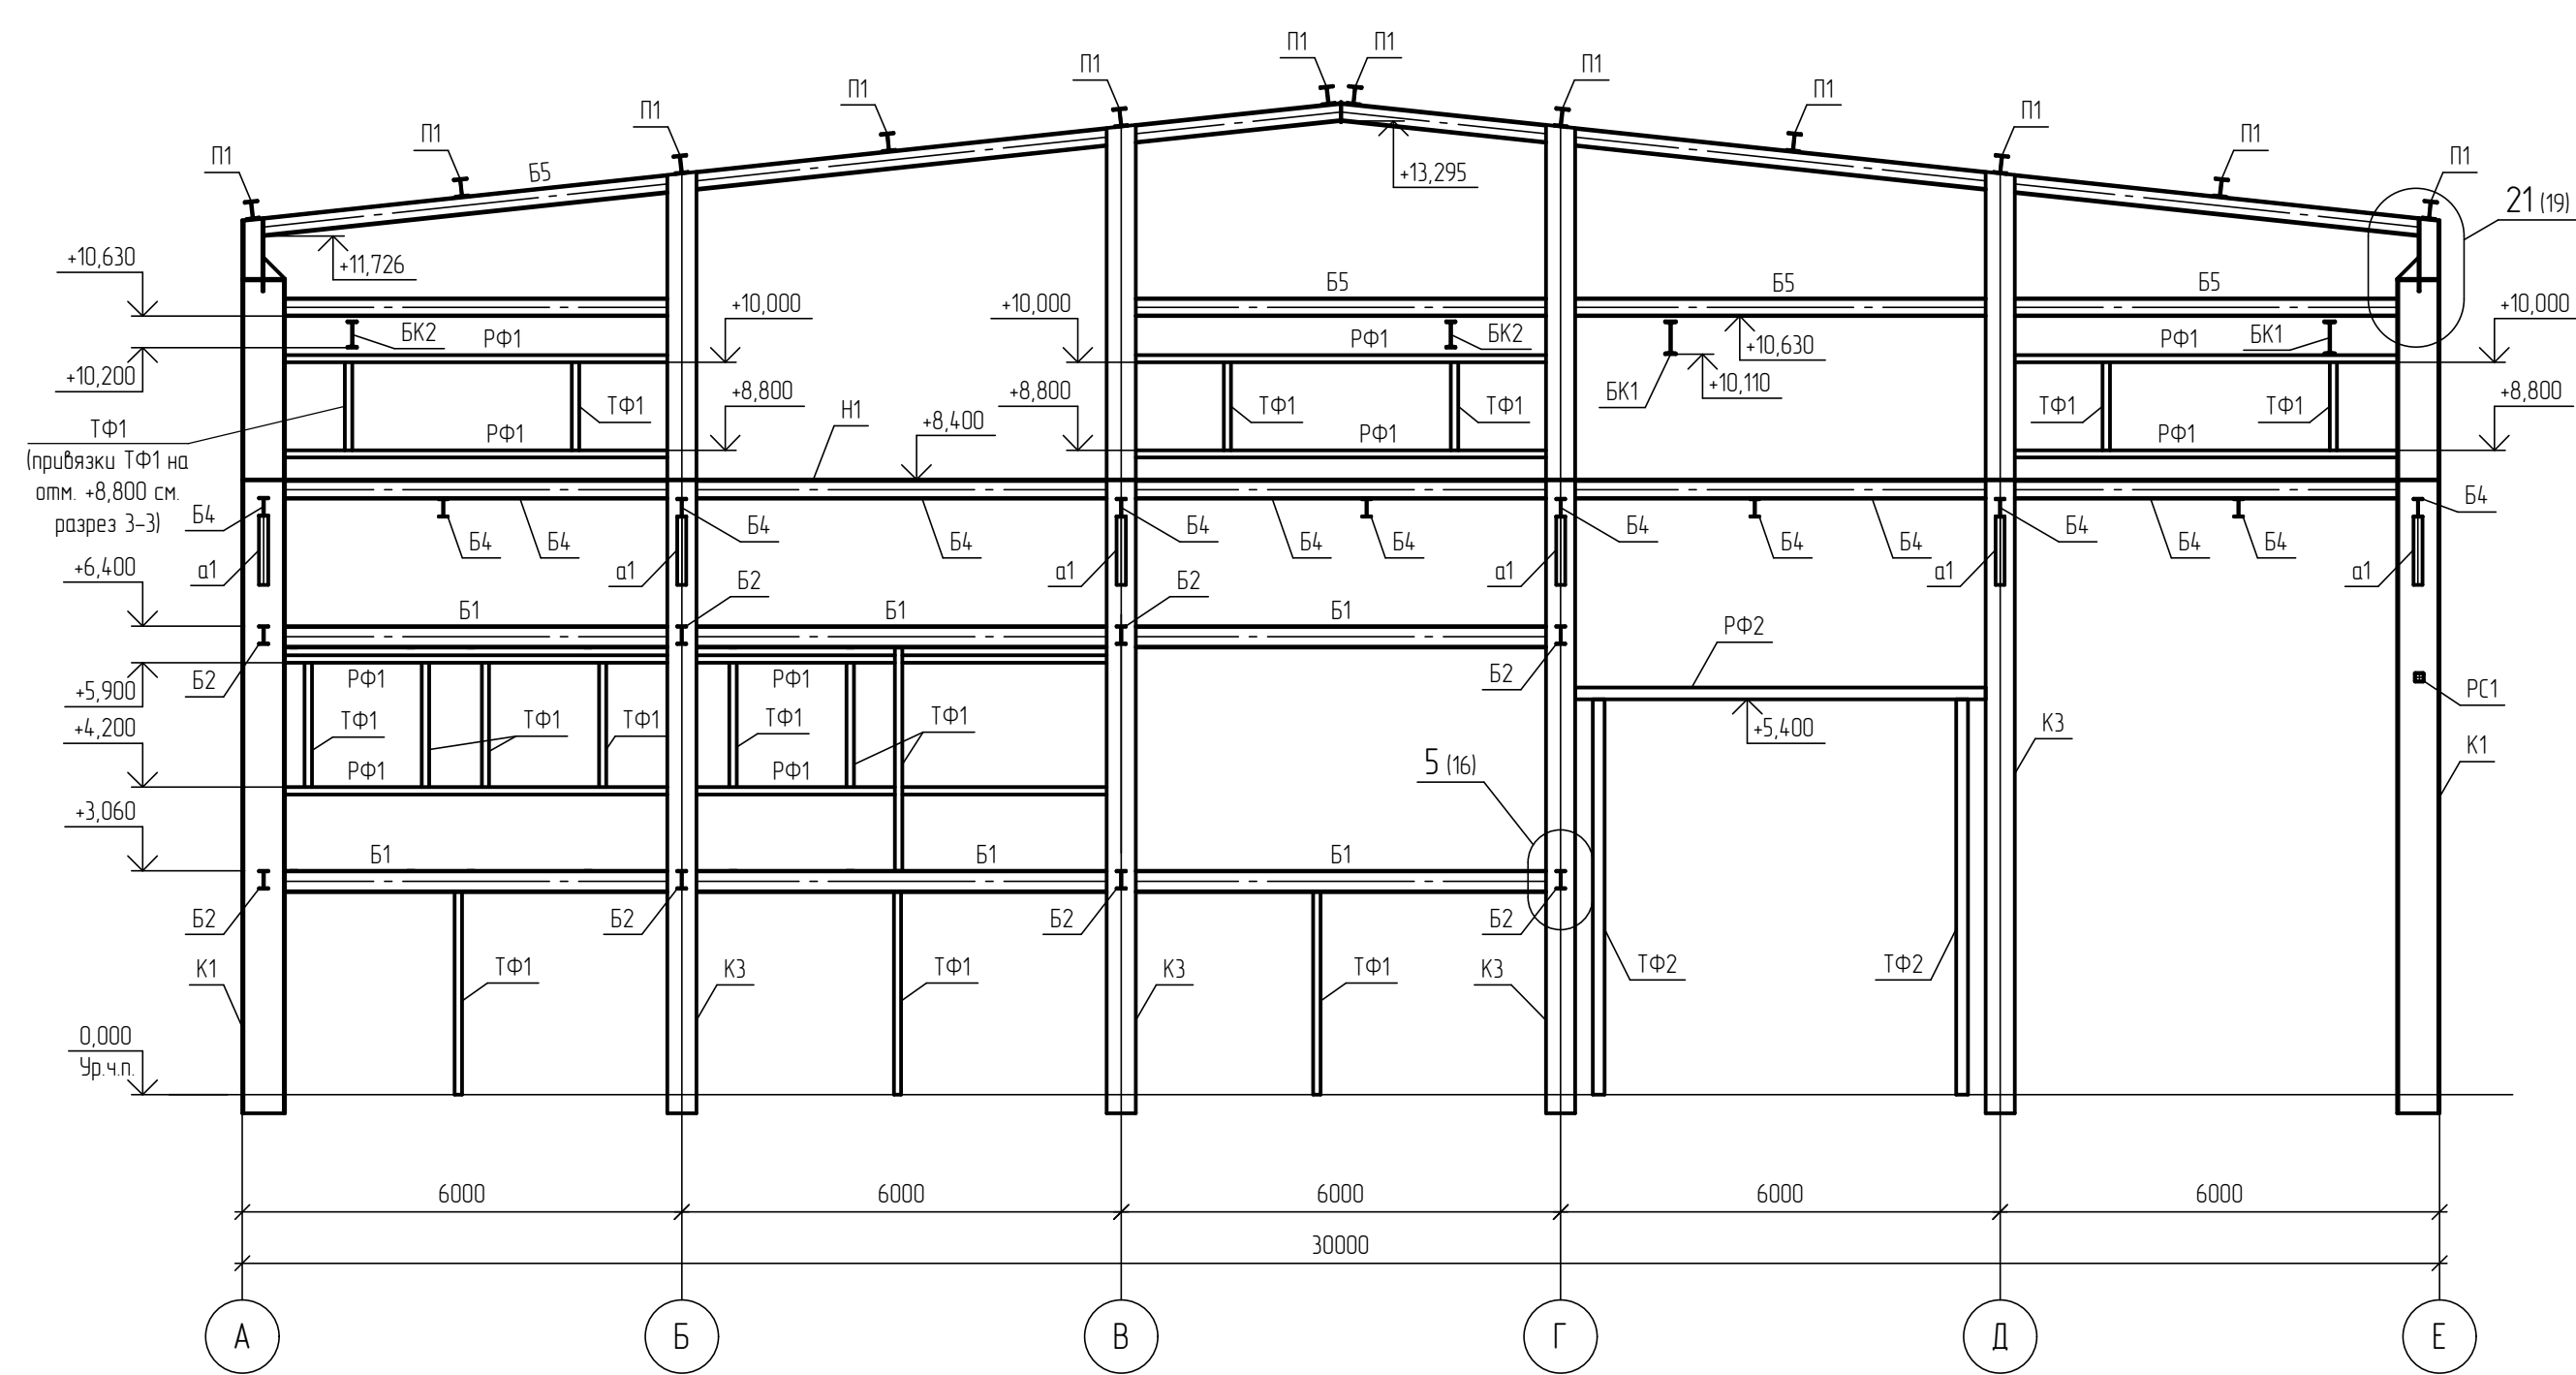 П1 П1
П1 П1
П1 П1
П1 П1
П1 П1
П1 П1
Б5
+13,295
21 (19)
+10,630
+11,726
Б5 Б5 Б5
+10,000 +10,000 +10,000
БК2 РФ1 РФ1 БК2 РФ1 БК1
+10,630
+10,200
+10,110
+8,800 +8,800 БК1 +8,800
ТФ1 ТФ1 ТФ1 ТФ1 ТФ1
Н1
+8,400
ТФ1
РФ1 РФ1 РФ1
(привязки ТФ1 на
отм. +8,800 см.
разрез 3-3)
Б4 Б4 Б4 Б4 Б4 Б4
Б4 Б4 Б4 Б4 Б4 Б4 Б4 Б4 Б4
а1 а1 а1 а1 а1 а1
+6,400
Б2 Б2
Б1 Б1 Б1
РФ2
Б2 РФ1 РФ1 Б2 РС1
+5,900
ТФ1 ТФ1 ТФ1 ТФ1 ТФ1
+4,200
+5,400
К3
К1
РФ1 РФ1
5 (16)
+3,060
Б1 Б1 Б1
Б2 Б2 Б2 Б2
К1 ТФ1 К3 ТФ1 К3 ТФ1 К3 ТФ2 ТФ2
0,000
Ур.ч.п.
6000 6000 6000 6000 6000
30000
А Б В Г Д Е